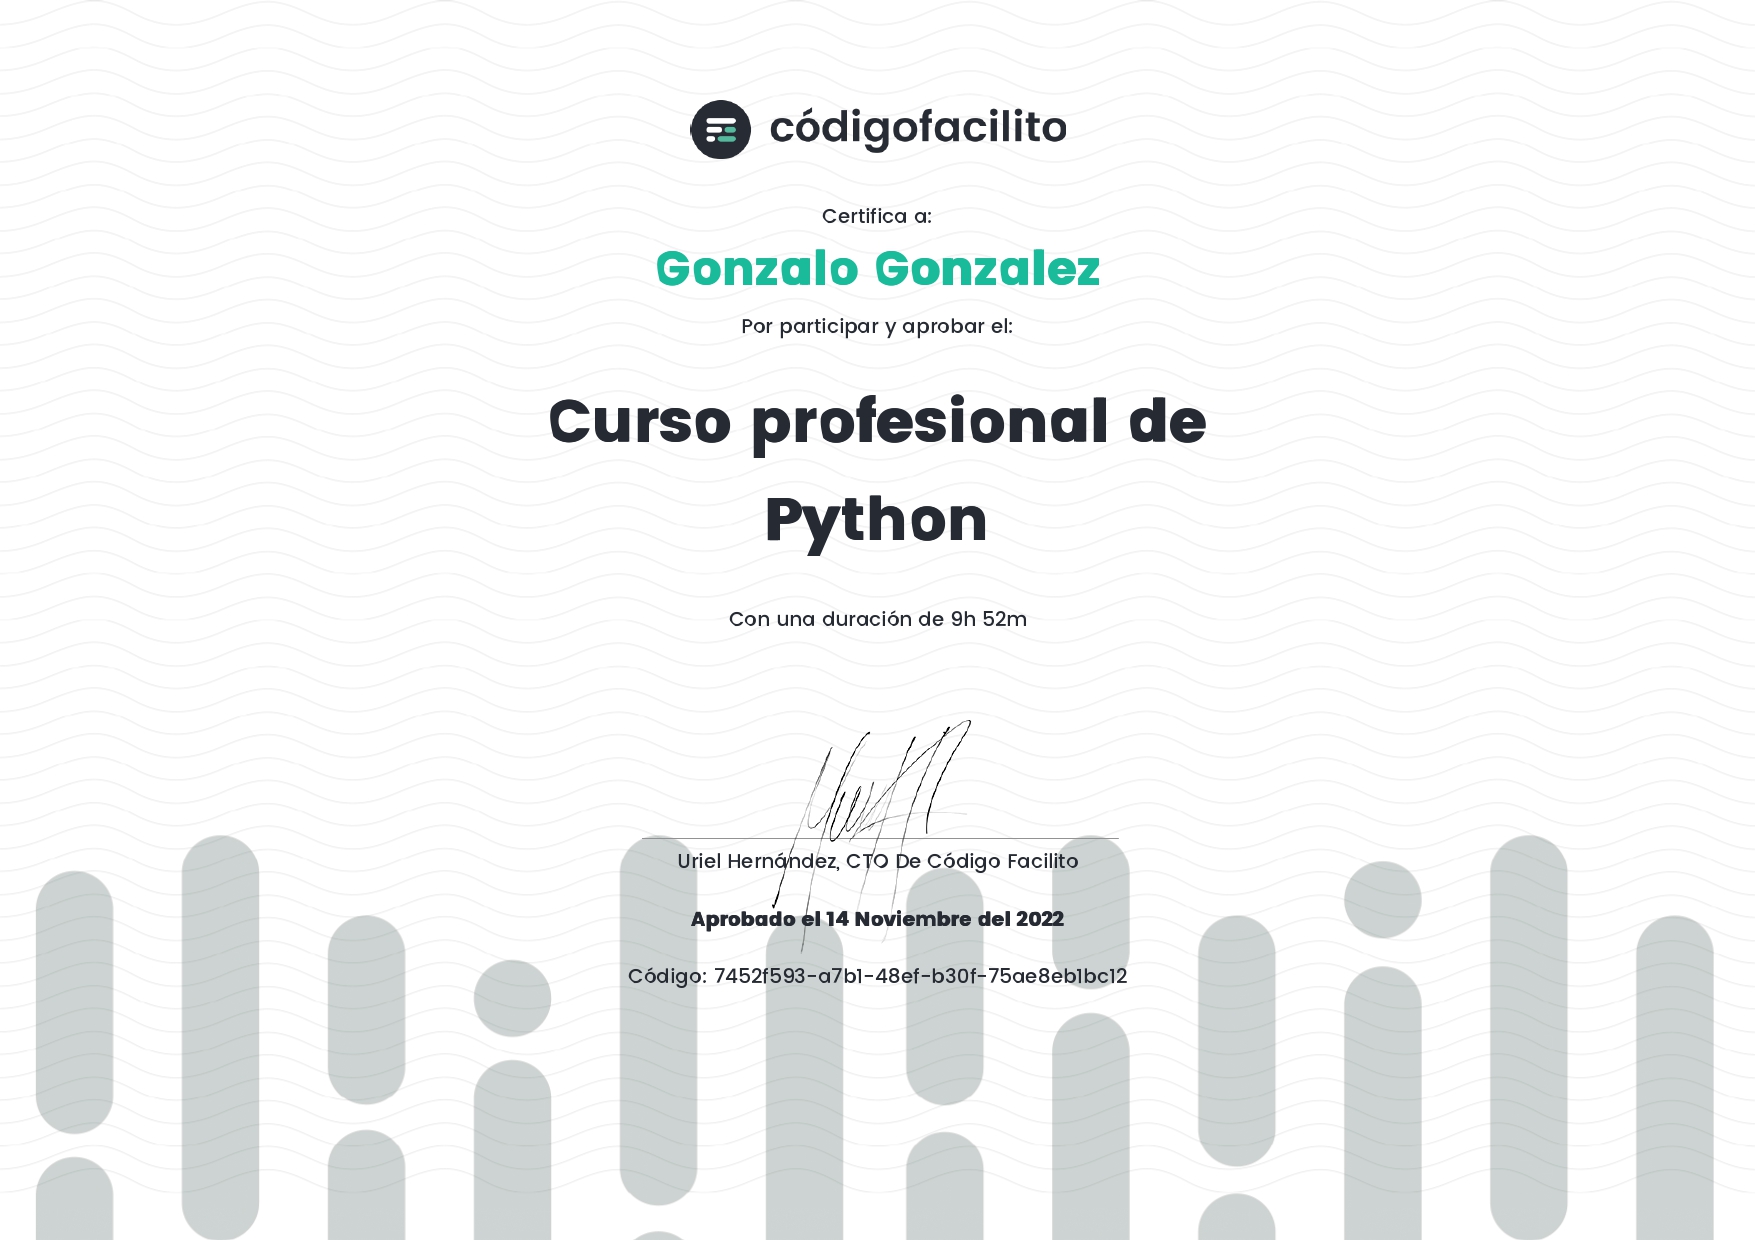 códigofacilito
Certifica a:
Gonzalo Gonzalez
Por participar y aprobar el:
Curso profesional de
Python
Con una duración de 9h 52m
Uriel Hernández, CTO De Código Facilito
Aprobado el 14 Noviembre del 2022
Código: 7452f593-a7b1-48ef-b30f-75ae8eb1bc12